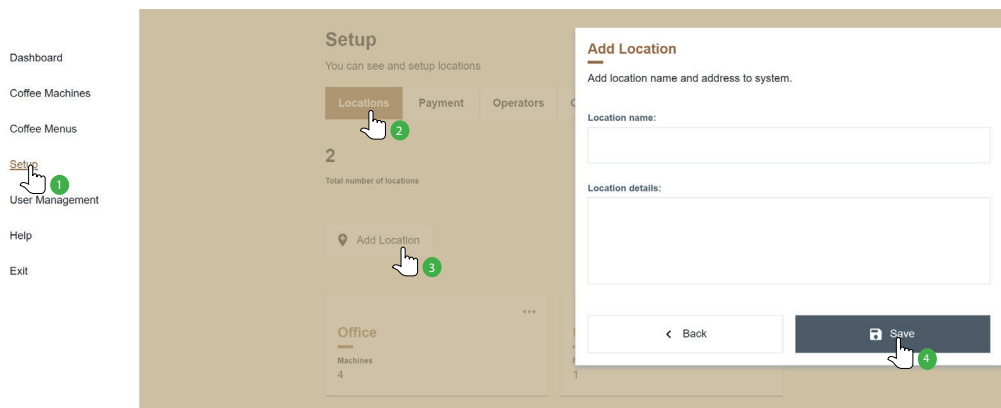 Dashboard
Coffee Machines
Coffee Menus
Setup
User Management
Help
Exit
Setup
You can see and setup locations
Locations
Payment
Operators
2
Total number of locations
Add Location
Office
Machines
4
1
Add Location
Add location name and address to system.
Location name:
Location details:
Back
Save
1
2
3
4